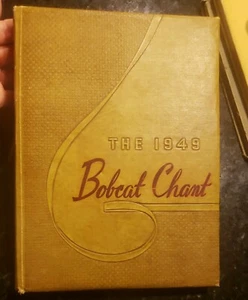 THE 1949
Bobcat Chant